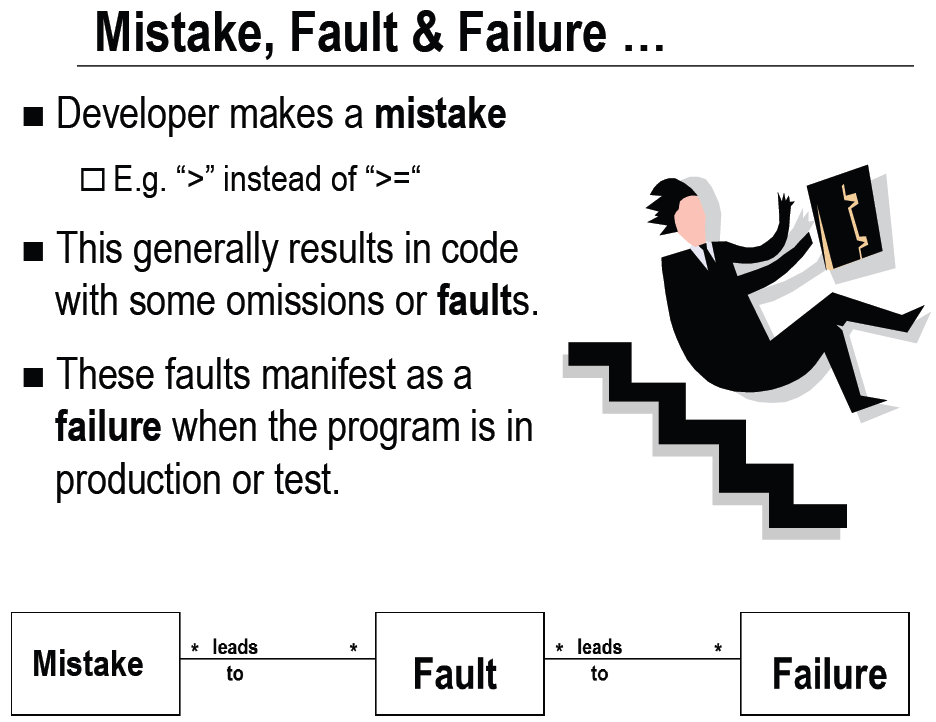 Mistake, Fault & Failure …
■ Developer makes a mistake
□ E.g. “>” instead of “>=“
■ This generally results in code
with some omissions or faults.
■ These faults manifest as a
failure when the program is in
production or test.
Mistake
* leads *
to
Fault
* leads *
to
Failure